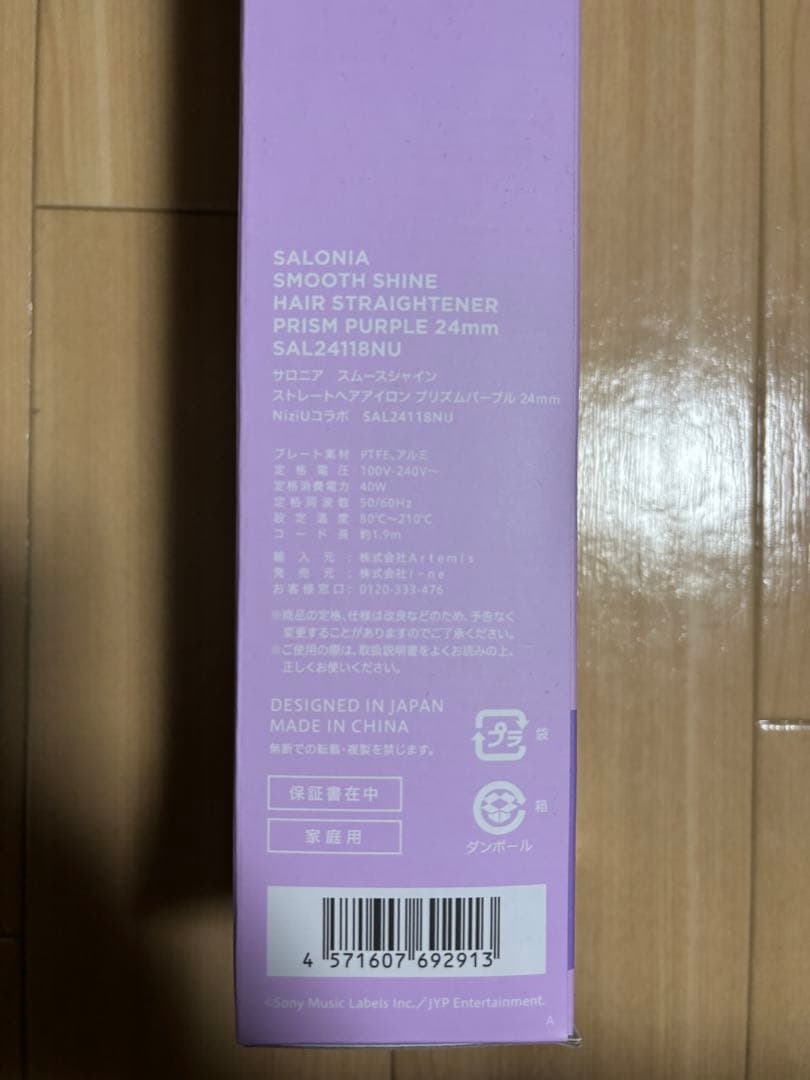 SALONIA
SMOOTH SHINE
HAIR STRAIGHTENER
PRISM PURPLE 24mm
SAL24118NU
サロニア　スムースシャイン
ストレートヘアアイロン プリズムパープル 24mm
NiziUコラボ　SAL24118NU
プレート素材　PTFE、アルミ
定格電圧　100V-240V～
定格消費電力　40W
定格周波数　50/60Hz
設定温度　80℃～210℃
コード長　約1.9m
輸入元：株式会社Artemis
発売元：株式会社I-ne
お客様窓口：0120-333-476
※商品の定格、仕様は改良などのため、予告なく
変更することがありますのでご了承ください。
※ご使用の際は、取扱説明書をよくお読みの上、
正しくお使いください。
DESIGNED IN JAPAN
MADE IN CHINA
無断での転載・複製を禁じます。
プラ 袋
保証書在中
箱
家庭用
ダンボール
4 571607 692913
©Sony Music Labels Inc.／JYP Entertainment.
A